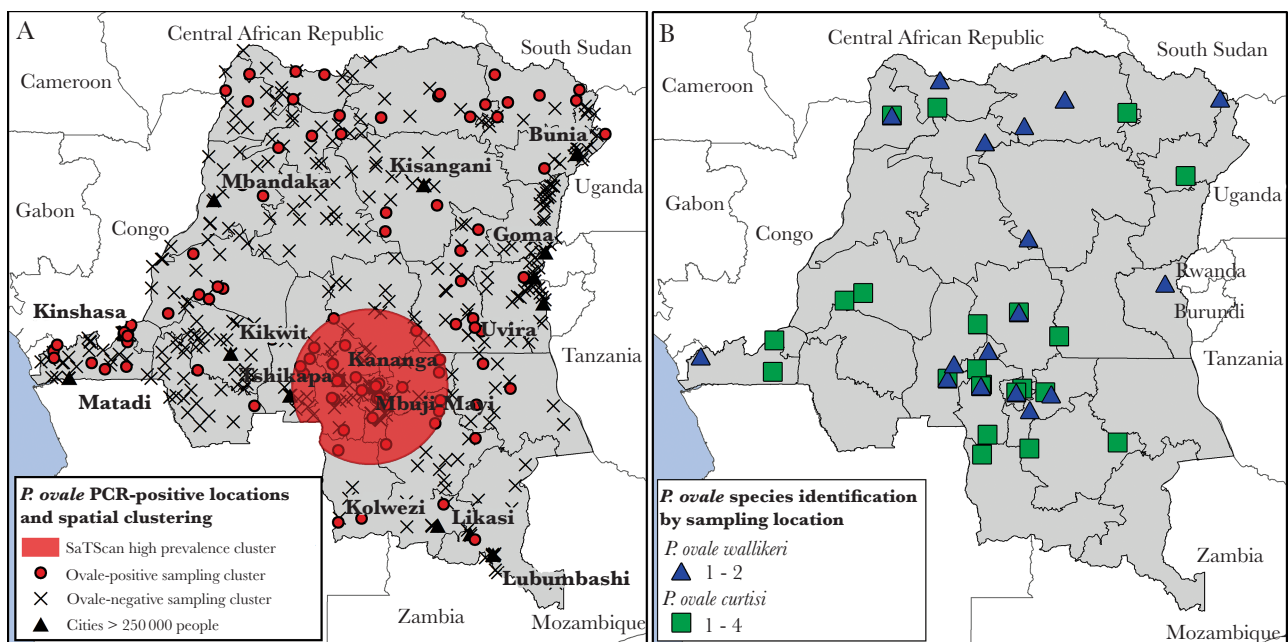 A
Central African Republic
South Sudan
Cameroon
Bunia
Kisangani
Mbandaka
Uganda
Gabon
Congo
Goma
Kinshasa
Kikwit
Uvira
Kananga
Tanzania
Tshikapa
Matadi
Mbuji-Mayi
P. ovale PCR-positive locations
and spatial clustering
SaTScan high prevalence cluster
Ovale-positive sampling cluster
Ovale-negative sampling cluster
Cities > 250 000 people
Kolwezi
Likasi
Lubumbashi
Zambia
Mozambique
B
Central African Republic
South Sudan
Cameroon
Uganda
Gabon
Congo
Rwanda
Burundi
Tanzania
P. ovale species identification
by sampling location
P. ovale wallikeri
1 - 2
P. ovale curtisi
1 - 4
Zambia
Mozambique